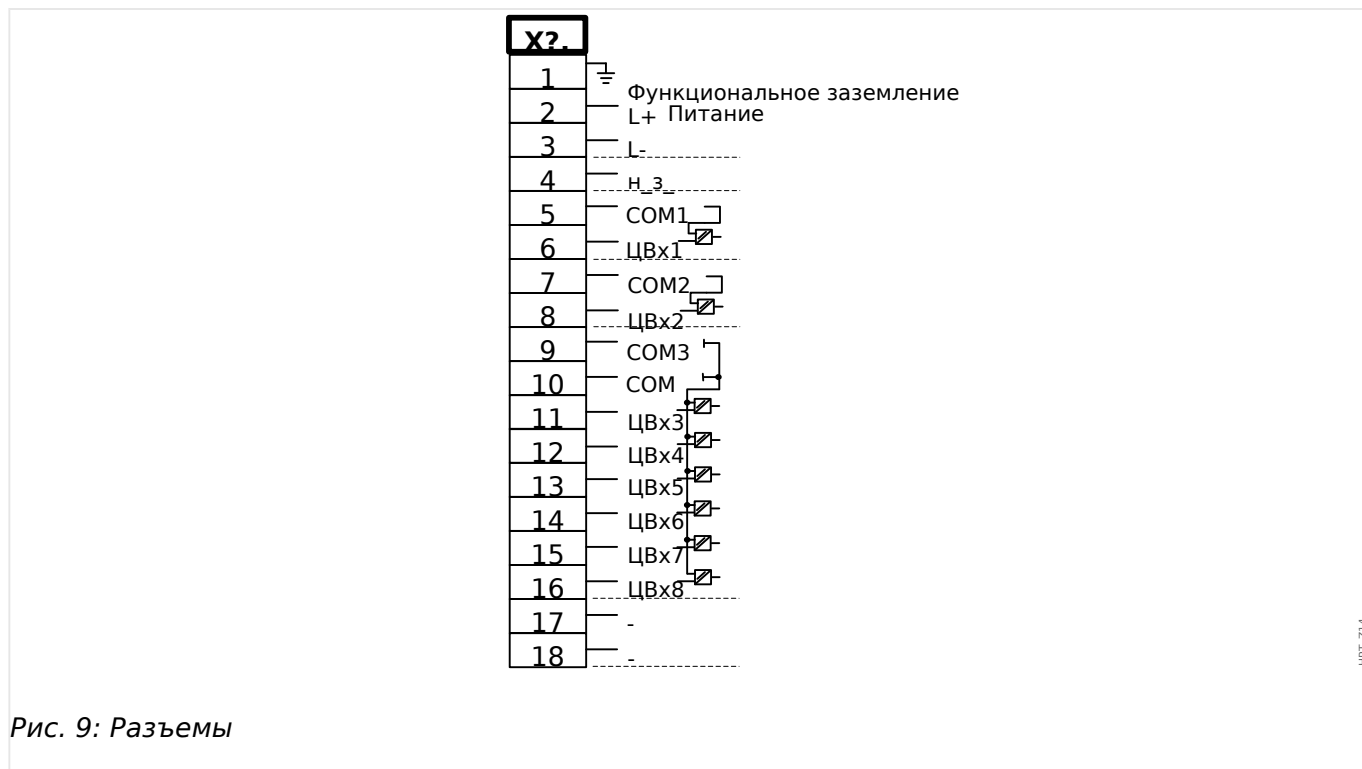 X?.
1
Функциональное заземление
2 L+ Питание
3 L-
4 н_з_
5 COM1
6 ЦВх1
7 COM2
8 ЦВх2
9 COM3
10 COM
11 ЦВх3
12 ЦВх4
13 ЦВх5
14 ЦВх6
15 ЦВх7
16 ЦВх8
17 -
18 -
Рис. 9: Разъемы